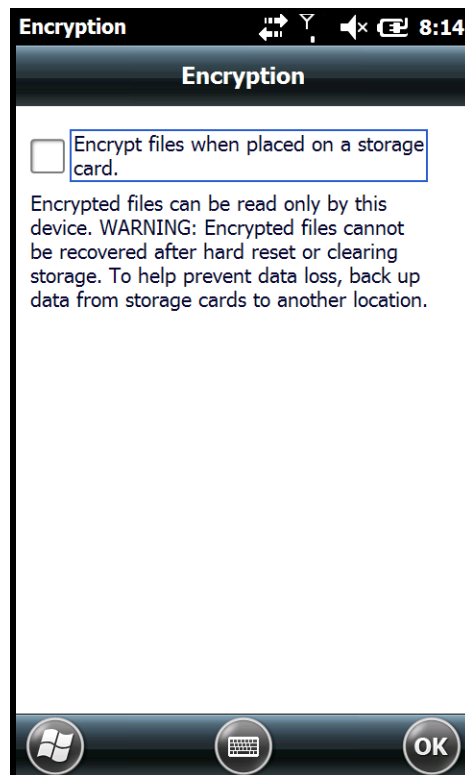 Encryption 8:14
Encryption
Encrypt files when placed on a storage
card.
Encrypted files can be read only by this
device. WARNING: Encrypted files cannot
be recovered after hard reset or clearing
storage. To help prevent data loss, back up
data from storage cards to another location.
OK